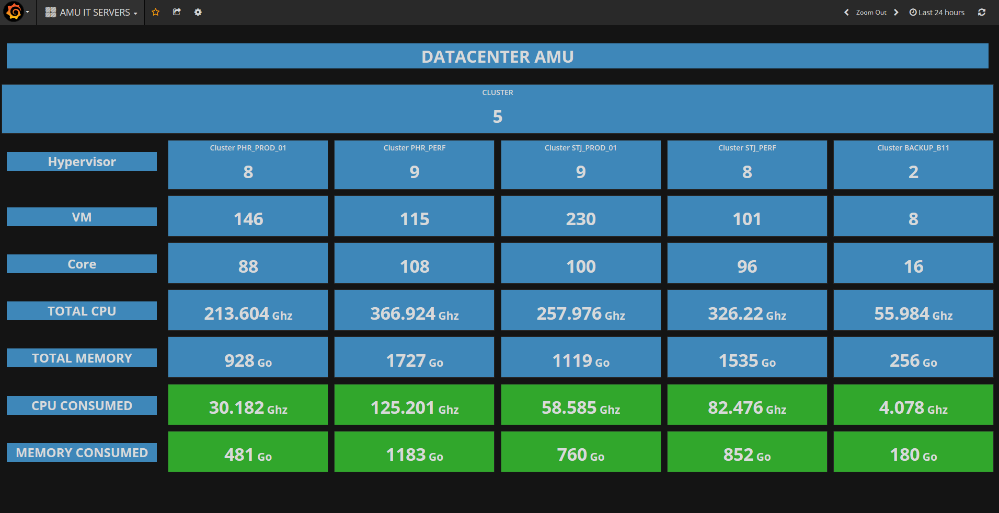 AMU IT SERVERS
Zoom Out
Last 24 hours
DATACENTER AMU
CLUSTER
5
Hypervisor
Cluster PHR_PROD_01
8
Cluster PHR_PERF
9
Cluster STJ_PROD_01
9
Cluster STJ_PERF
8
Cluster BACKUP_B11
2
VM
146
115
230
101
8
Core
88
108
100
96
16
TOTAL CPU
213.604 Ghz
366.924 Ghz
257.976 Ghz
326.22 Ghz
55.984 Ghz
TOTAL MEMORY
928 Go
1727 Go
1119 Go
1535 Go
256 Go
CPU CONSUMED
30.182 Ghz
125.201 Ghz
58.585 Ghz
82.476 Ghz
4.078 Ghz
MEMORY CONSUMED
481 Go
1183 Go
760 Go
852 Go
180 Go